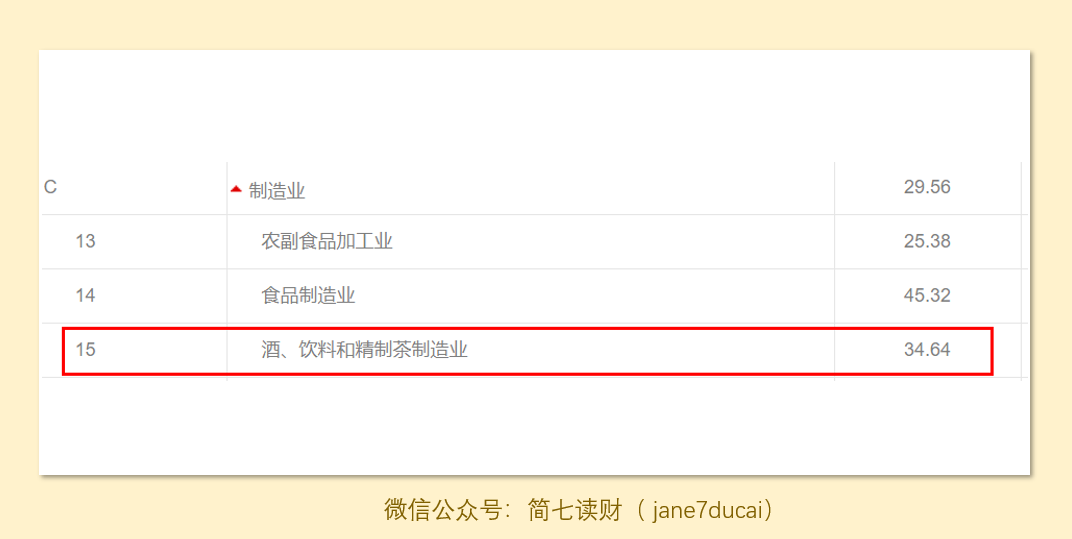 C 制造业 29.56
13 农副食品加工业 25.38
14 食品制造业 45.32
15 酒、饮料和精制茶制造业 34.64
微信公众号：简七读财（jane7ducai）